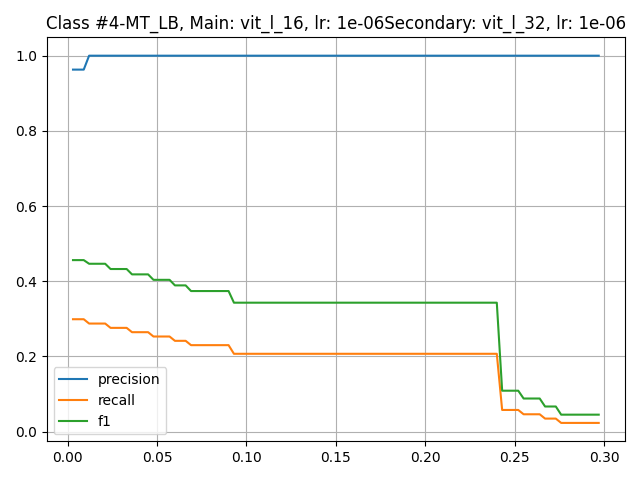 Class #4-MT_LB, Main: vit_l_16, lr: 1e-06Secondary: vit_l_32, lr: 1e-06
1.0
0.8
0.6
0.4
0.2
0.0
precision
recall
f1
0.00 0.05 0.10 0.15 0.20 0.25 0.30